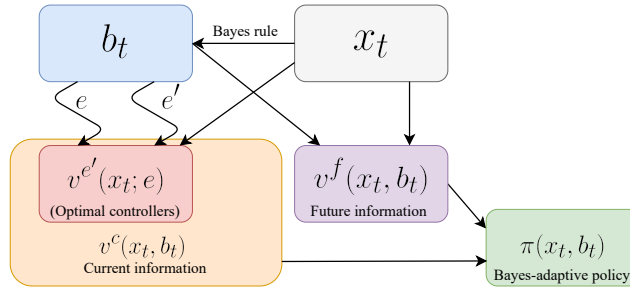 b_t
Bayes rule
x_t
e
e′
v^{e′}(x_t; e)
(Optimal controllers)
v^f(x_t, b_t)
Future information
v^c(x_t, b_t)
Current information
π(x_t, b_t)
Bayes-adaptive policy